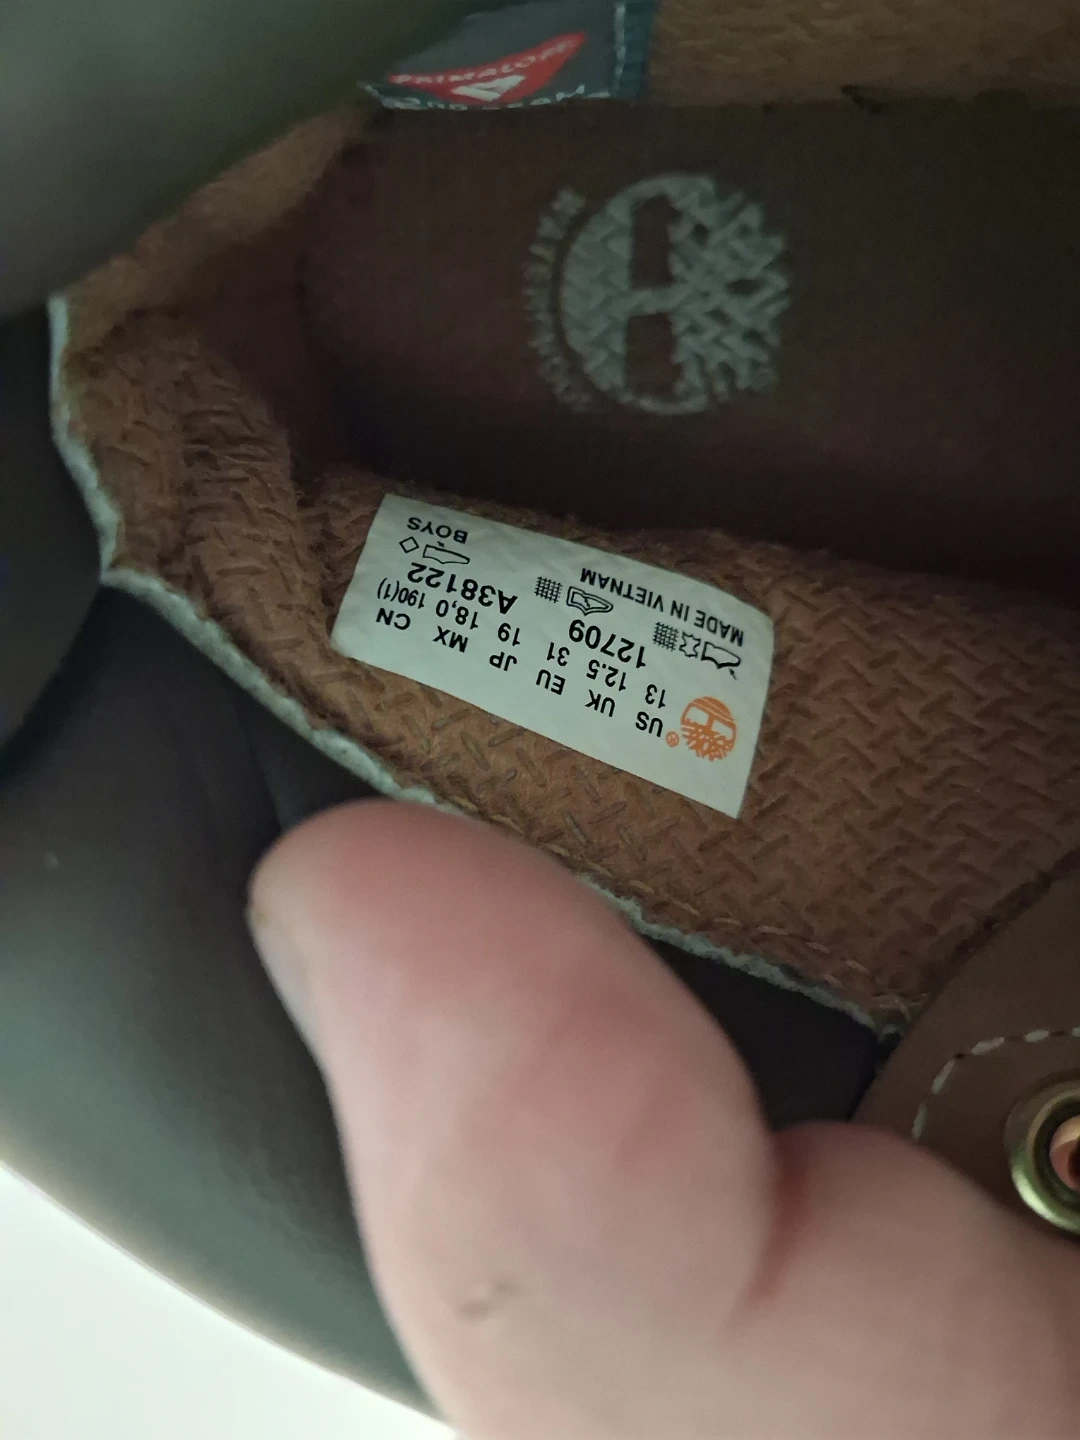 PRIMALOFT
US UK EU JP MX CN
13 12.5 31 19 18,0 190(1)
12709 A38122
MADE IN VIETNAM
BOYS